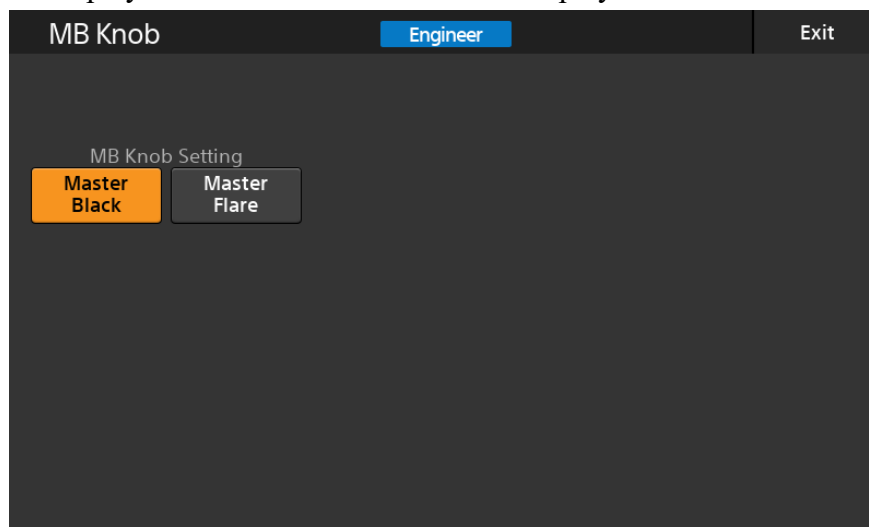 MB Knob
Engineer
Exit
MB Knob Setting
Master
Black
Master
Flare